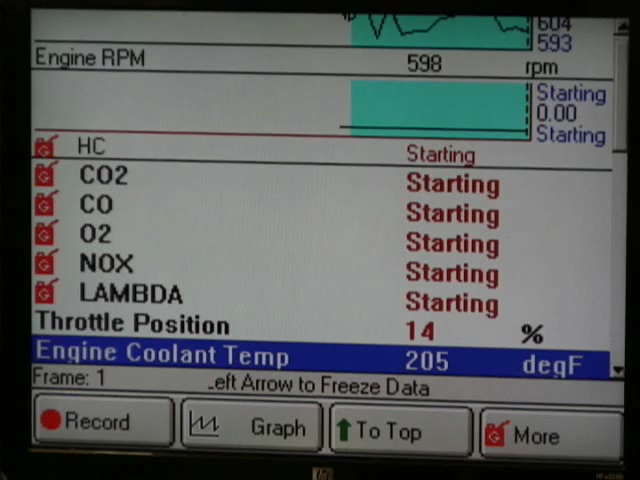 604
593
Engine RPM 598 rpm
Starting
0.00
Starting
HC Starting
CO2 Starting
CO Starting
O2 Starting
NOX Starting
LAMBDA Starting
Throttle Position 14 %
Engine Coolant Temp 205 degF
Frame: 1 Left Arrow to Freeze Data
Record Graph To Top G More
hp